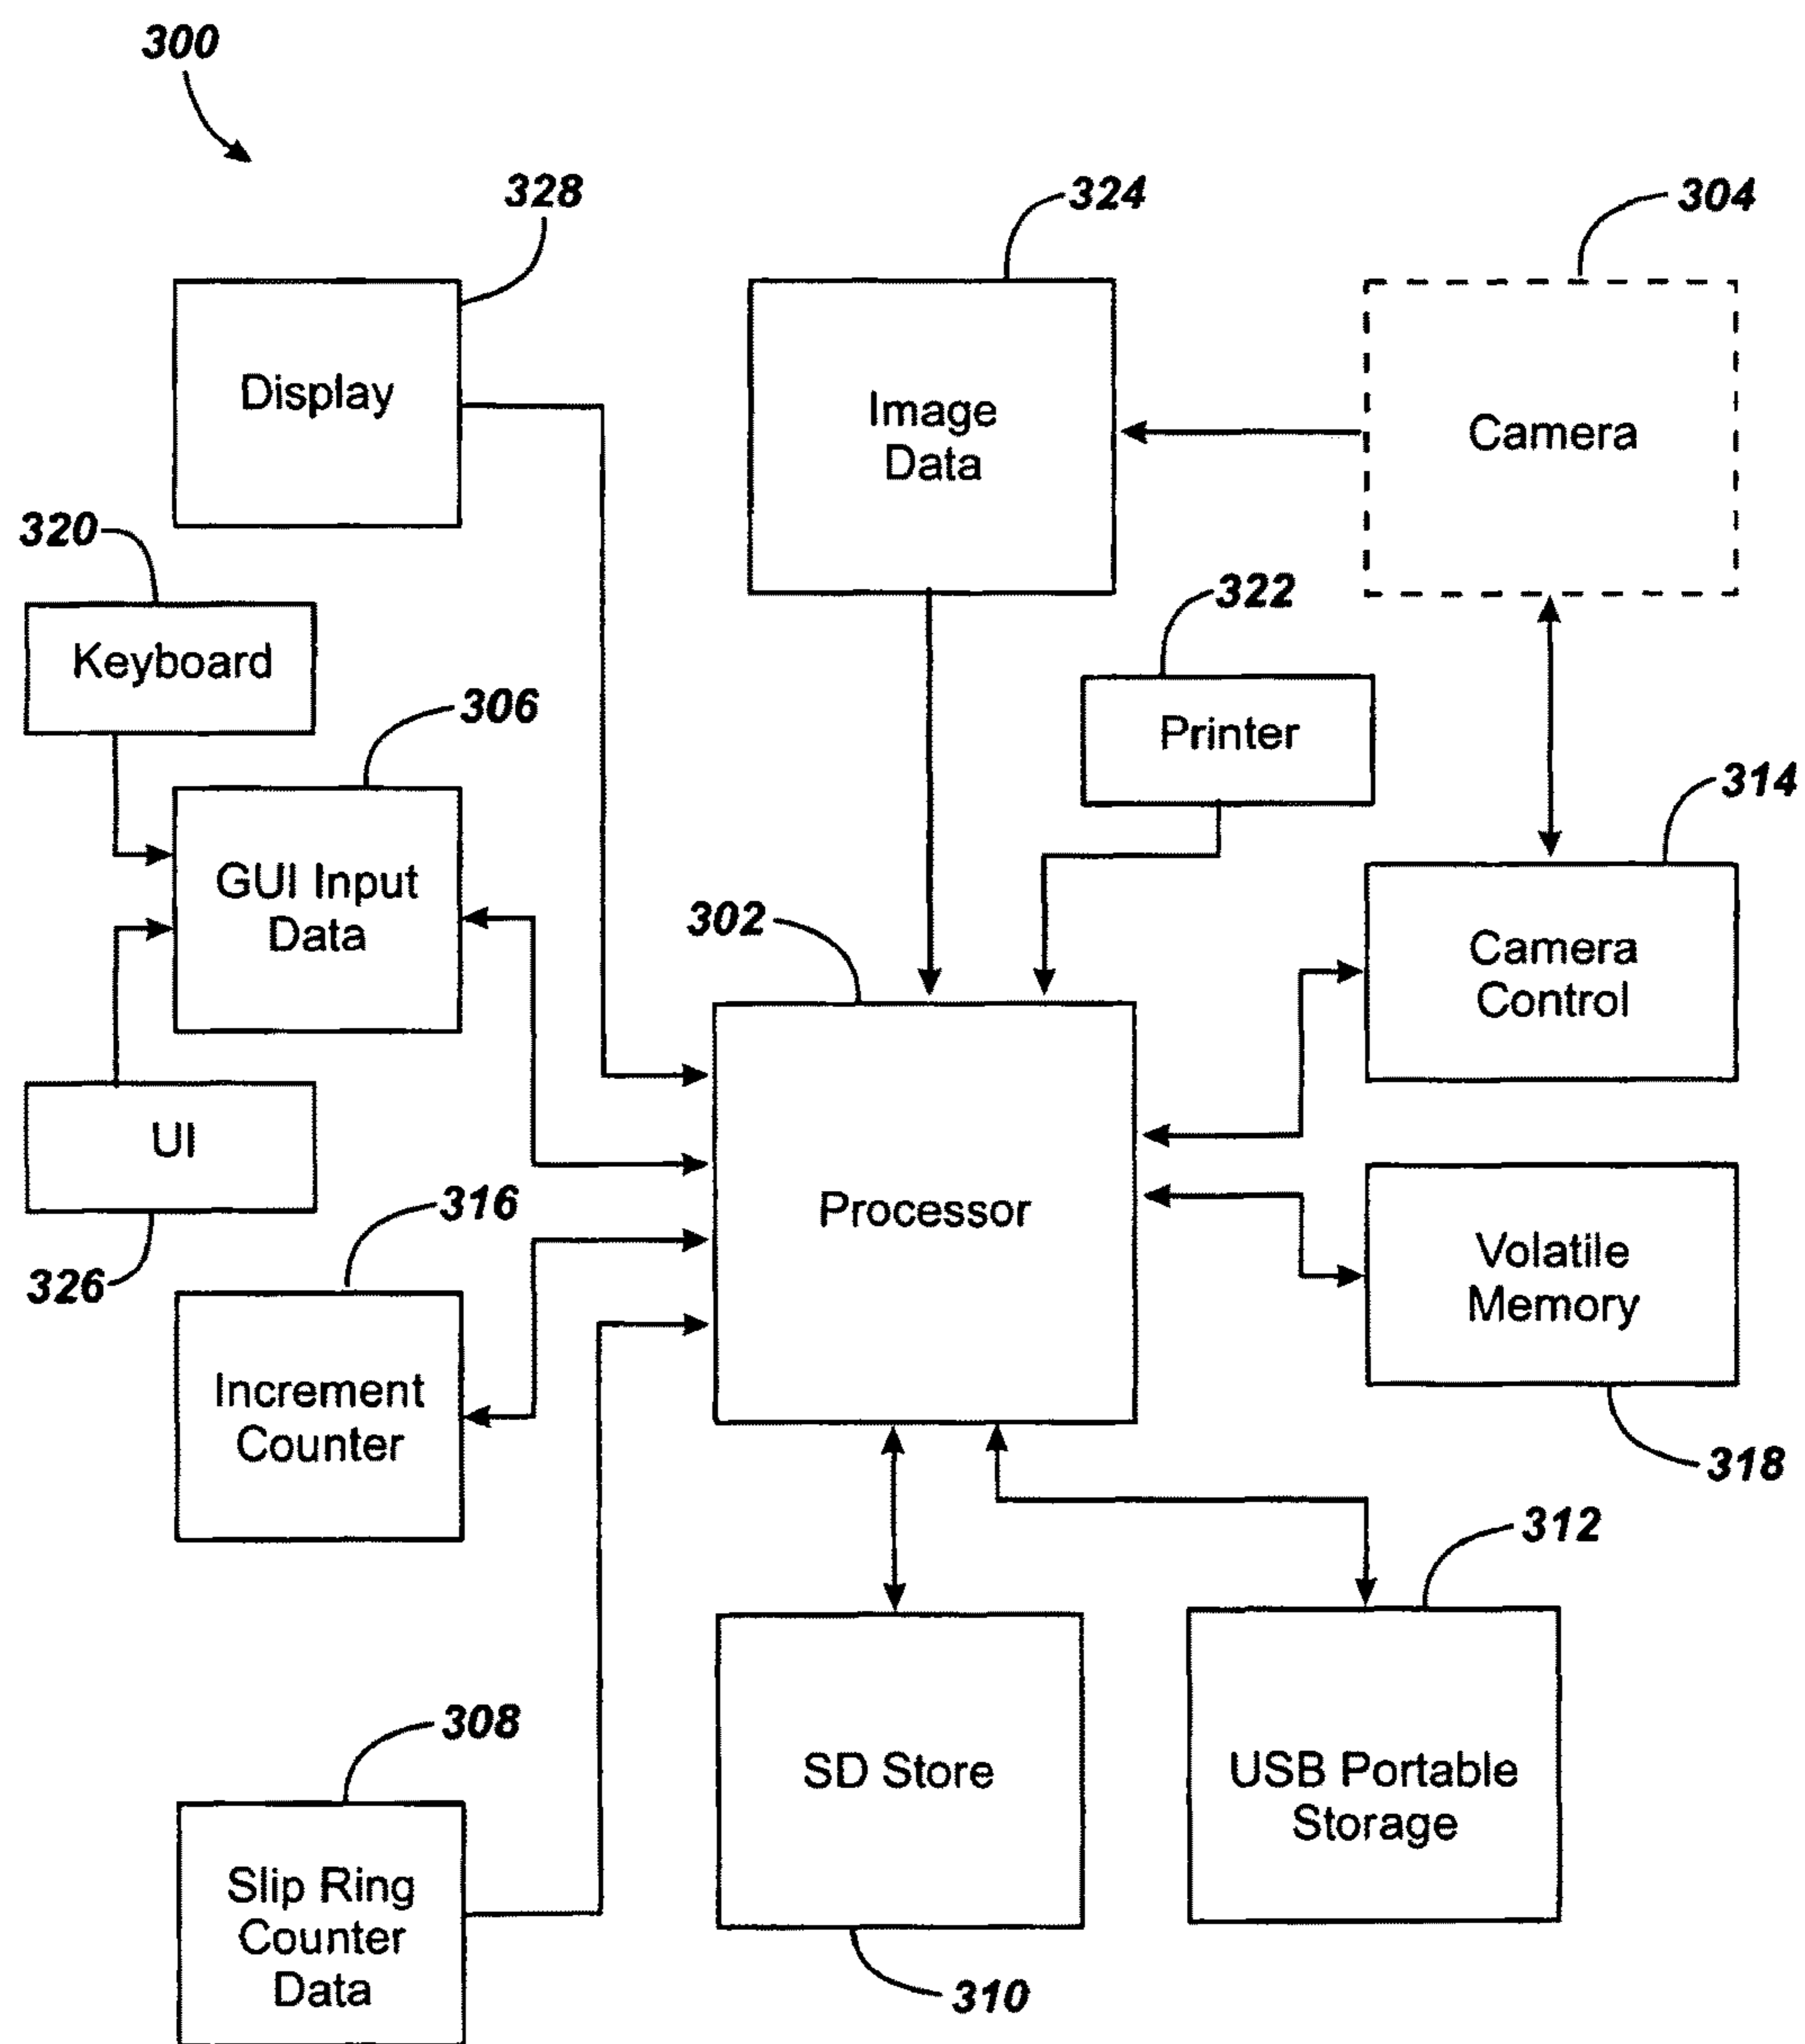 300
328
324
304
Display
Image
Data
Camera
320
322
Keyboard
306
Printer
314
GUI Input
Data
302
Camera
Control
UI
316
Processor
Volatile
Memory
326
Increment
Counter
318
312
308
SD Store
USB Portable
Storage
Slip Ring
Counter
Data
310